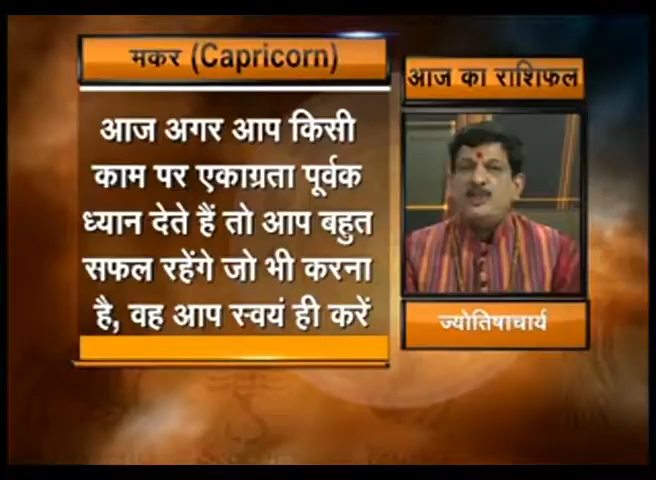 मकर (Capricorn)
आज का राशिफल
आज अगर आप किसी
काम पर एकाग्रता पूर्वक
ध्यान देते हैं तो आप बहुत
सफल रहेंगे जो भी करना
है, वह आप स्वयं ही करें
ज्योतिषाचार्य